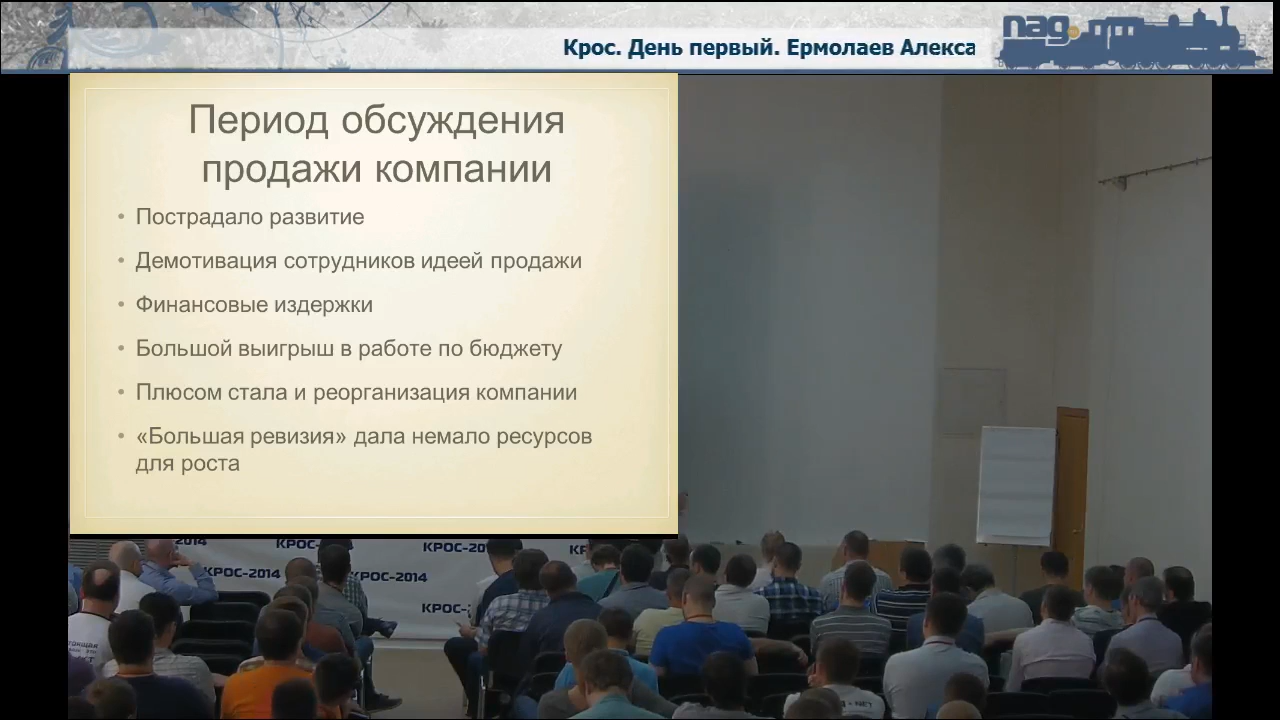 Крос. День первый. Ермолаев Алекса
nag
Период обсуждения
продажи компании
• Пострадало развитие
• Демотивация сотрудников идеей продажи
• Финансовые издержки
• Большой выигрыш в работе по бюджету
• Плюсом стала и реорганизация компании
• «Большая ревизия» дала немало ресурсов
для роста
2014
КРОС-2014
КРОС-2014